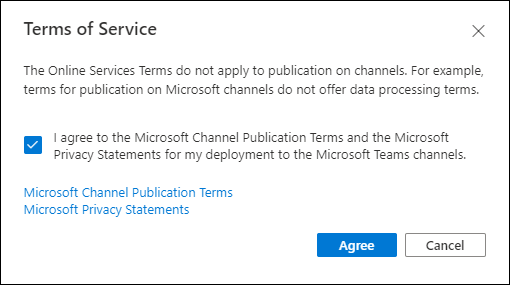 Terms of Service
The Online Services Terms do not apply to publication on channels. For example,
terms for publication on Microsoft channels do not offer data processing terms.
I agree to the Microsoft Channel Publication Terms and the Microsoft
Privacy Statements for my deployment to the Microsoft Teams channels.
Microsoft Channel Publication Terms
Microsoft Privacy Statements
Agree Cancel